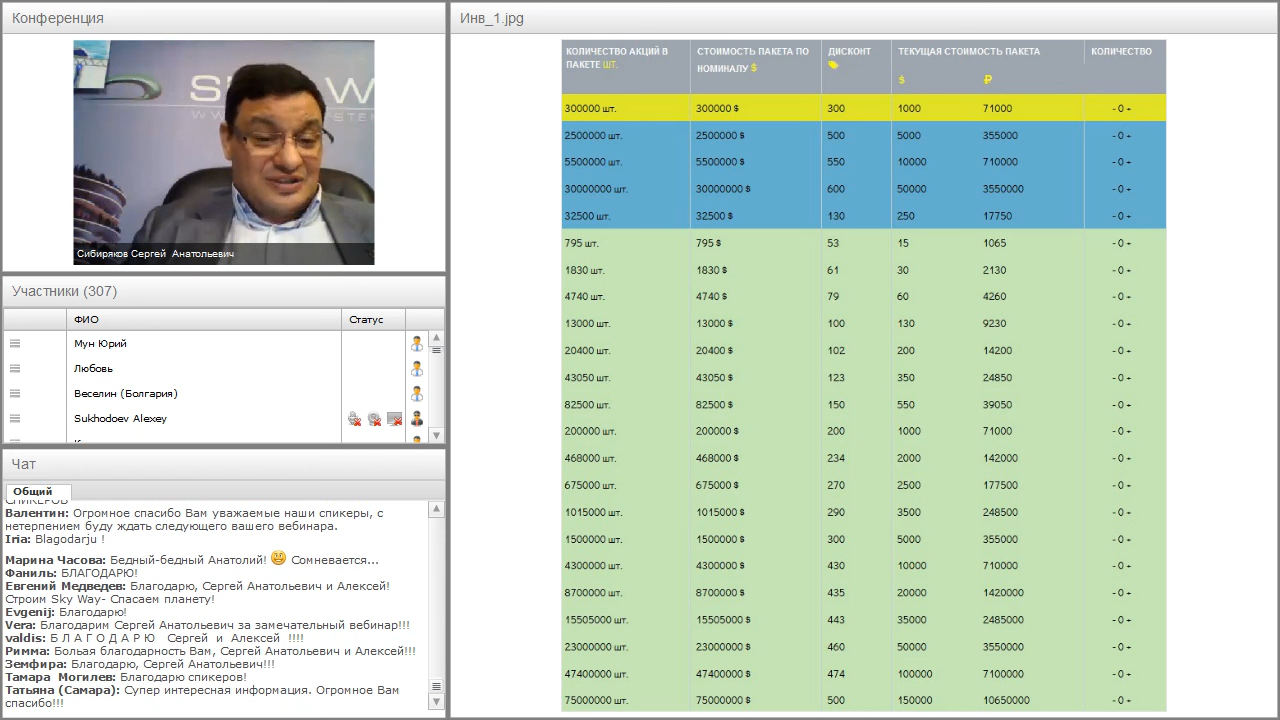 Конференция
SKY W
WWW
YSTE
Сибиряков Сергей Анатольевич
Участники (307)
ФИО Статус
Мун Юрий
Любовь
Веселин (Болгария)
Sukhodoev Alexey
Чат
Общий
СПИКЕРОВ
Валентин: Огромное спасибо Вам уважаемые наши спикеры, с
нетерпением буду ждать следующего вашего вебинара.
Iria: Blagodarju !
Марина Часова: Бедный-бедный Анатолий! Сомневается...
Фаниль: БЛАГОДАРЮ!
Евгений Медведев: Благодарю, Сергей Анатольевич и Алексей!
Строим Sky Way- Спасаем планету!
Evgenij: Благодарю!
Vera: Благодарим Сергей Анатольевич за замечательный вебинар!!!
valdis: Б Л А Г О Д А Р Ю Сергей и Алексей !!!!
Римма: Болья благодарность Вам, Сергей Анатольевич и Алексей!!!
Земфира: Благодарю, Сергей Анатольевич!!!
Тамара Могилев: Благодарю спикеров!
Татьяна (Самара): Супер интересная информация. Огромное Вам
спасибо!!!
Инв_1.jpg
КОЛИЧЕСТВО АКЦИЙ В СТОИМОСТЬ ПАКЕТА ПО ДИСКОНТ ТЕКУЩАЯ СТОИМОСТЬ ПАКЕТА КОЛИЧЕСТВО
ПАКЕТЕ ШТ. НОМИНАЛУ $
$ ₽
300000 шт. 300000 $ 300 1000 71000 - 0 +
2500000 шт. 2500000 $ 500 5000 355000 - 0 +
5500000 шт. 5500000 $ 550 10000 710000 - 0 +
30000000 шт. 30000000 $ 600 50000 3550000 - 0 +
32500 шт. 32500 $ 130 250 17750 - 0 +
795 шт. 795 $ 53 15 1065 - 0 +
1830 шт. 1830 $ 61 30 2130 - 0 +
4740 шт. 4740 $ 79 60 4260 - 0 +
13000 шт. 13000 $ 100 130 9230 - 0 +
20400 шт. 20400 $ 102 200 14200 - 0 +
43050 шт. 43050 $ 123 350 24850 - 0 +
82500 шт. 82500 $ 150 550 39050 - 0 +
200000 шт. 200000 $ 200 1000 71000 - 0 +
468000 шт. 468000 $ 234 2000 142000 - 0 +
675000 шт. 675000 $ 270 2500 177500 - 0 +
1015000 шт. 1015000 $ 290 3500 248500 - 0 +
1500000 шт. 1500000 $ 300 5000 355000 - 0 +
4300000 шт. 4300000 $ 430 10000 710000 - 0 +
8700000 шт. 8700000 $ 435 20000 1420000 - 0 +
15505000 шт. 15505000 $ 443 35000 2485000 - 0 +
23000000 шт. 23000000 $ 460 50000 3550000 - 0 +
47400000 шт. 47400000 $ 474 100000 7100000 - 0 +
75000000 шт. 75000000 $ 500 150000 10650000 - 0 +